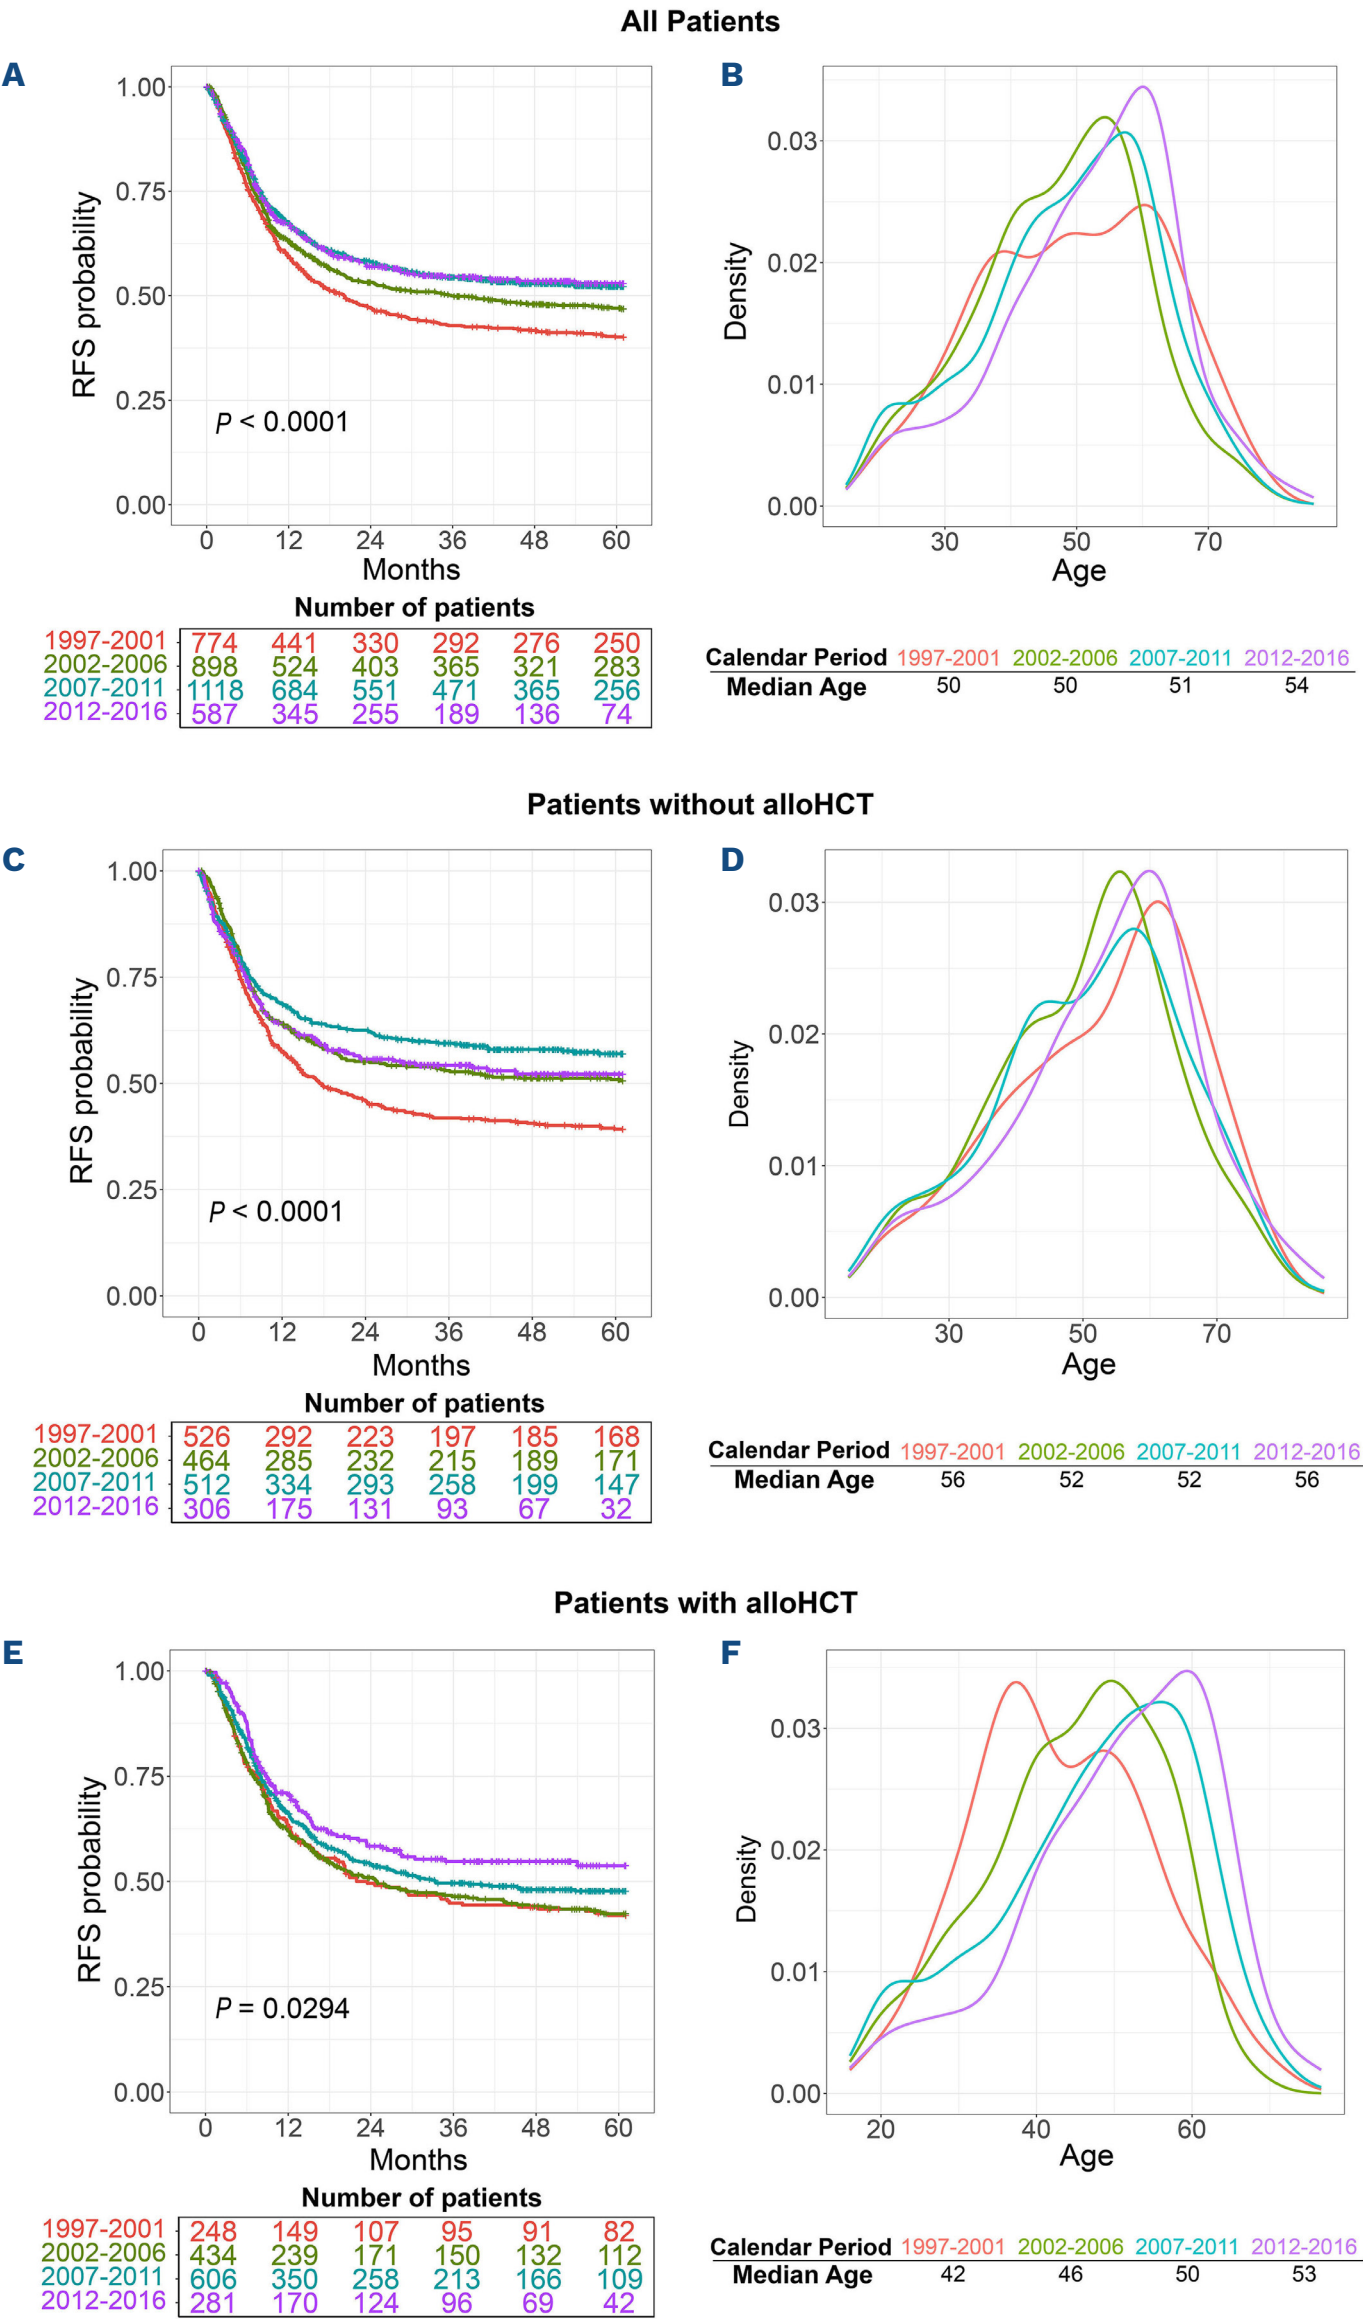 All Patients
A
B
1.00
0.75
0.50
0.25
0.00
RFS probability
P < 0.0001
0 12 24 36 48 60
Months
0.03
0.02
0.01
0.00
Density
30 50 70
Age
Number of patients
1997-2001 774 441 330 292 276 250
2002-2006 898 524 403 365 321 283
2007-2011 1118 684 551 471 365 256
2012-2016 587 345 255 189 136 74
Calendar Period 1997-2001 2002-2006 2007-2011 2012-2016
Median Age 50 50 51 54
Patients without alloHCT
C
D
1.00
0.75
0.50
0.25
0.00
RFS probability
P < 0.0001
0 12 24 36 48 60
Months
0.03
0.02
0.01
0.00
Density
30 50 70
Age
Number of patients
1997-2001 526 292 223 197 185 168
2002-2006 464 285 232 215 189 171
2007-2011 512 334 293 258 199 147
2012-2016 306 175 131 93 67 32
Calendar Period 1997-2001 2002-2006 2007-2011 2012-2016
Median Age 56 52 52 56
Patients with alloHCT
E
F
1.00
0.75
0.50
0.25
0.00
RFS probability
P = 0.0294
0 12 24 36 48 60
Months
0.03
0.02
0.01
0.00
Density
20 40 60
Age
Number of patients
1997-2001 248 149 107 95 91 82
2002-2006 434 239 171 150 132 112
2007-2011 606 350 258 213 166 109
2012-2016 281 170 124 96 69 42
Calendar Period 1997-2001 2002-2006 2007-2011 2012-2016
Median Age 42 46 50 53